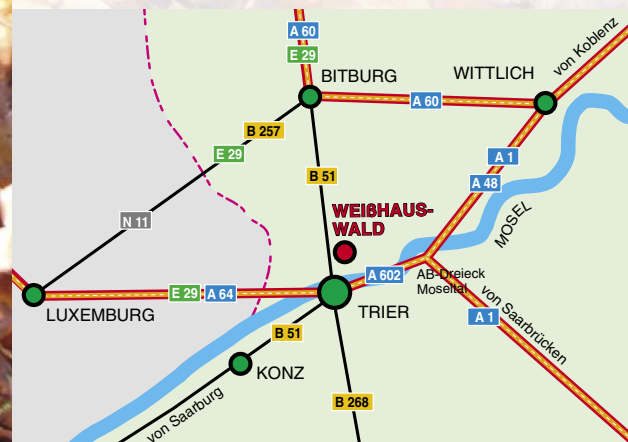 A 60
E 29
BITBURG
WITTLICH
von Koblenz
A 60
B 257
E 29
A 1
B 51
A 48
WEIßHAUS-
WALD
N 11
MOSEL
A 602
AB-Dreieck
Moseltal
E 29
A 64
LUXEMBURG
TRIER
von Saarbrücken
A 1
B 51
KONZ
B 268
von Saarburg